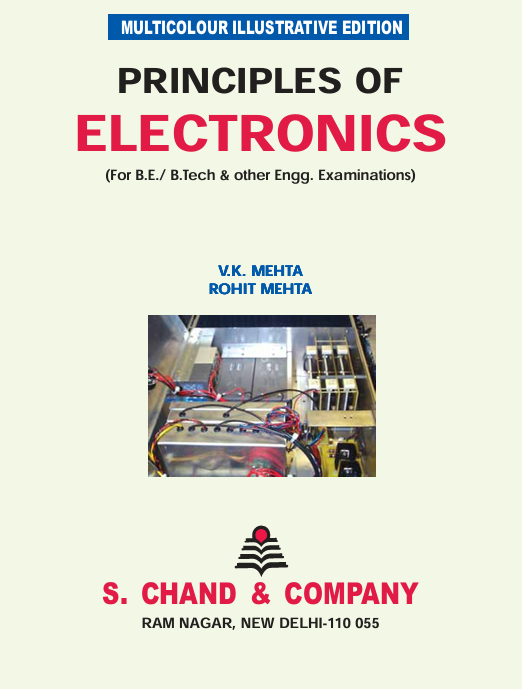 MULTICOLOUR ILLUSTRATIVE EDITION
PRINCIPLES OF
ELECTRONICS
(For B.E./ B.Tech & other Engg. Examinations)
V.K. MEHTA
ROHIT MEHTA
S. CHAND & COMPANY
RAM NAGAR, NEW DELHI-110 055